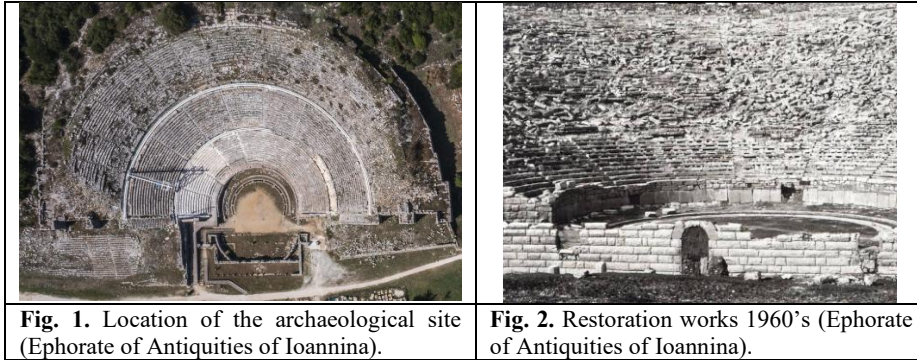 Fig. 1. Location of the archaeological site
(Ephorate of Antiquities of Ioannina).
Fig. 2. Restoration works 1960’s (Ephorate
of Antiquities of Ioannina).